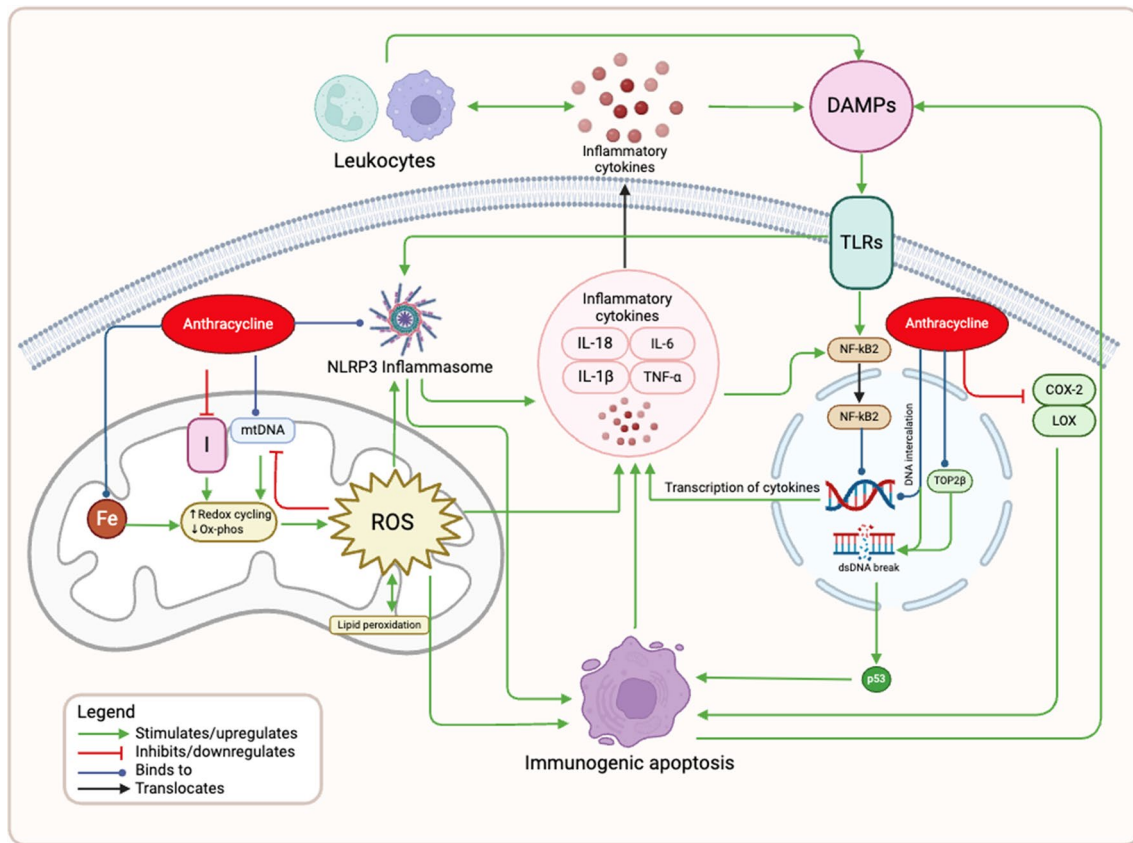 DAMPs
Leukocytes
Inflammatory
cytokines
TLRs
Anthracycline
NLRP3 Inflammasome
Inflammatory
cytokines
IL-18
IL-6
IL-1β
TNF-α
NF-kB2
Anthracycline
COX-2
LOX
I
mtDNA
NF-kB2
DNA intercalation
TOP2β
Fe
↑Redox cycling
↓Ox-phos
ROS
Transcription of cytokines
dsDNA break
Lipid peroxidation
p53
Immunogenic apoptosis
Legend
Stimulates/upregulates
Inhibits/downregulates
Binds to
Translocates